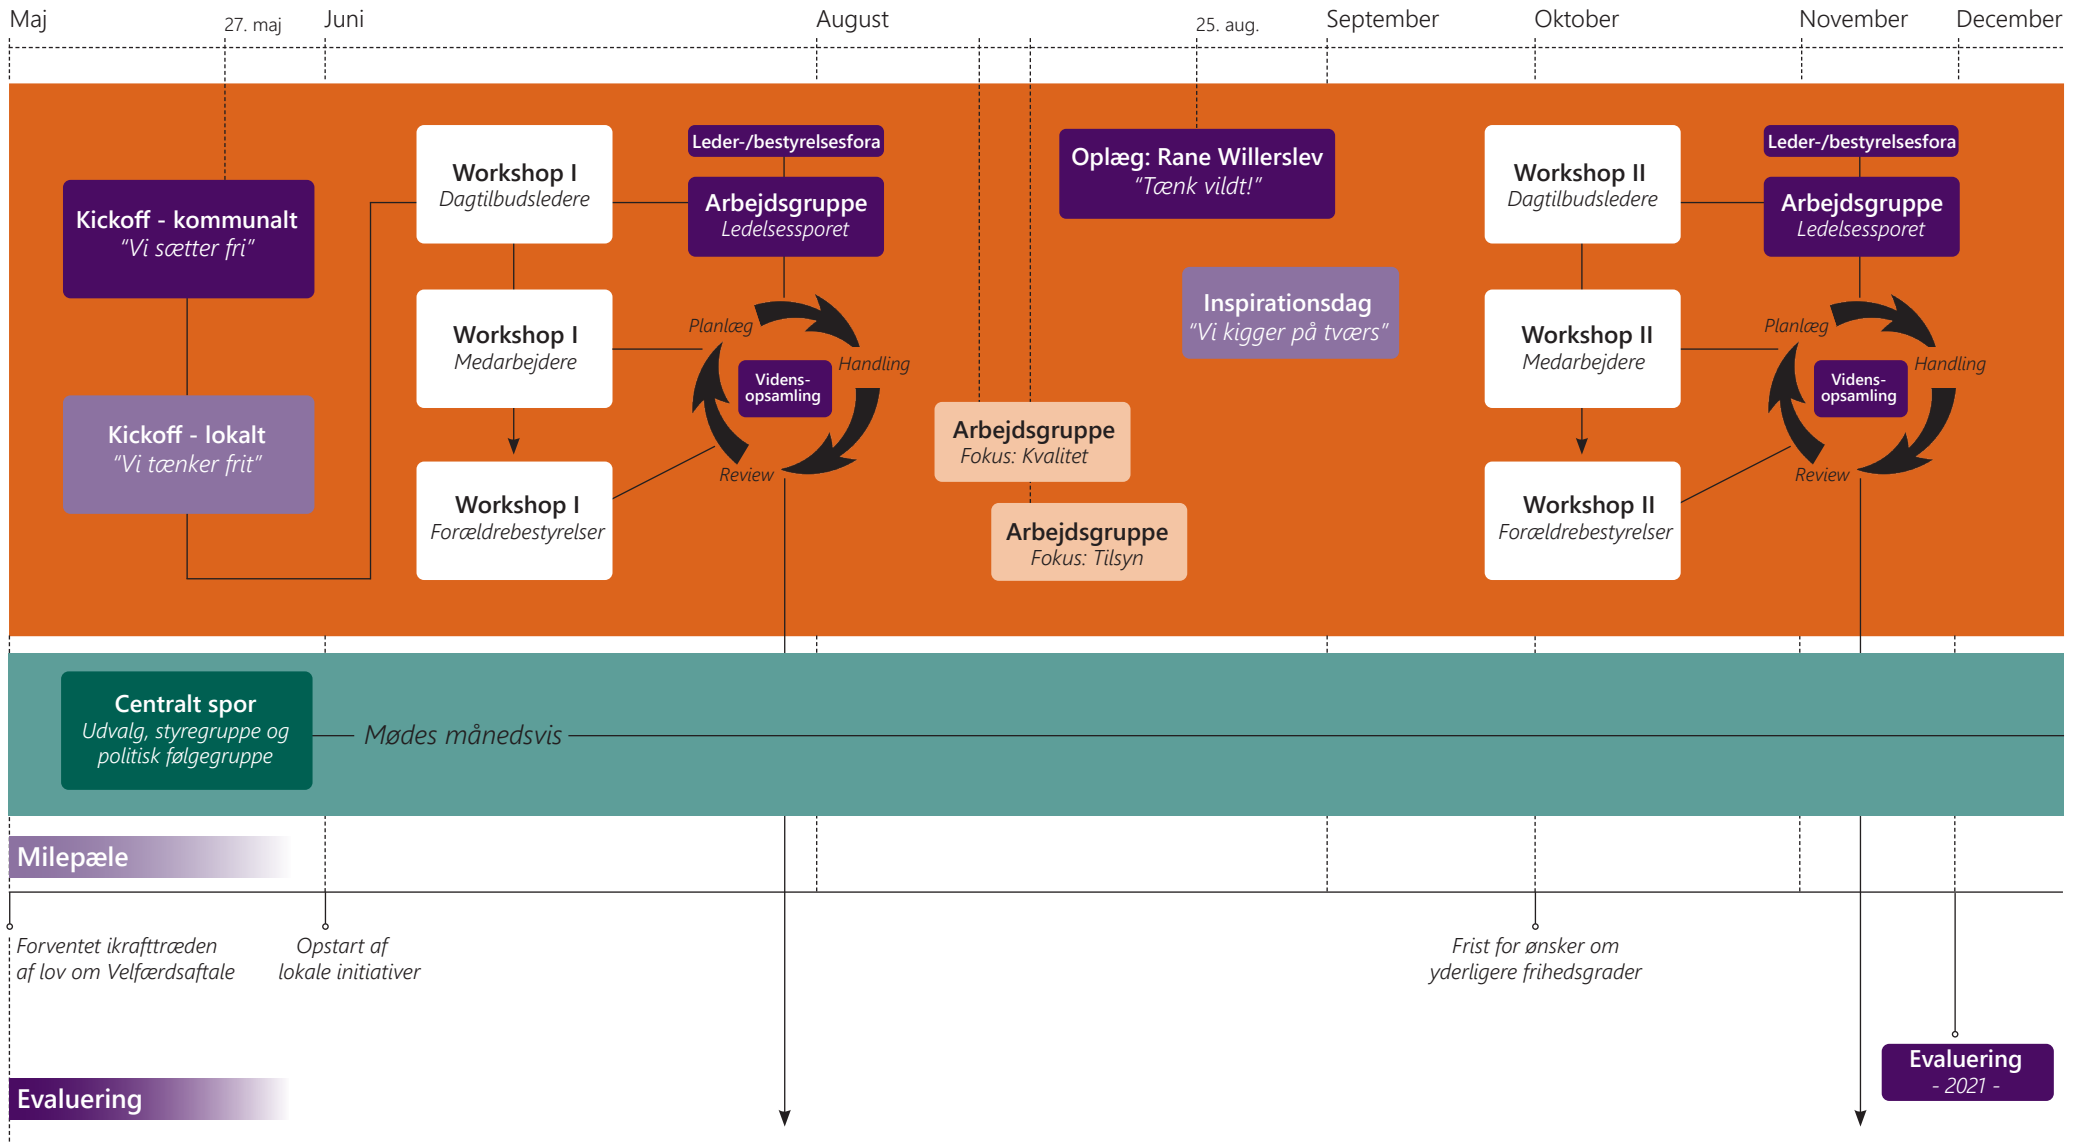 Maj
27. maj
Juni
August
25. aug.
September
Oktober
November
December
Kickoff - kommunalt
“Vi sætter fri”
Kickoff - lokalt
“Vi tænker frit”
Workshop I
Dagtilbudsledere
Workshop I
Medarbejdere
Workshop I
Forældrebestyrelser
Leder-/bestyrelsesfora
Arbejdsgruppe
Ledelsessporet
Planlæg
Handling
Videns-
opsamling
Review
Arbejdsgruppe
Fokus: Kvalitet
Arbejdsgruppe
Fokus: Tilsyn
Oplæg: Rane Willerslev
“Tænk vildt!”
Inspirationsdag
“Vi kigger på tværs”
Workshop II
Dagtilbudsledere
Workshop II
Medarbejdere
Workshop II
Forældrebestyrelser
Leder-/bestyrelsesfora
Arbejdsgruppe
Ledelsessporet
Planlæg
Handling
Videns-
opsamling
Review
Centralt spor
Udvalg, styregruppe og
politisk følgegruppe
Mødes månedsvis
Milepæle
Forventet ikrafttræden
af lov om Velfærdsaftale
Opstart af
lokale initiativer
Frist for ønsker om
yderligere frihedsgrader
Evaluering
Evaluering
- 2021 -